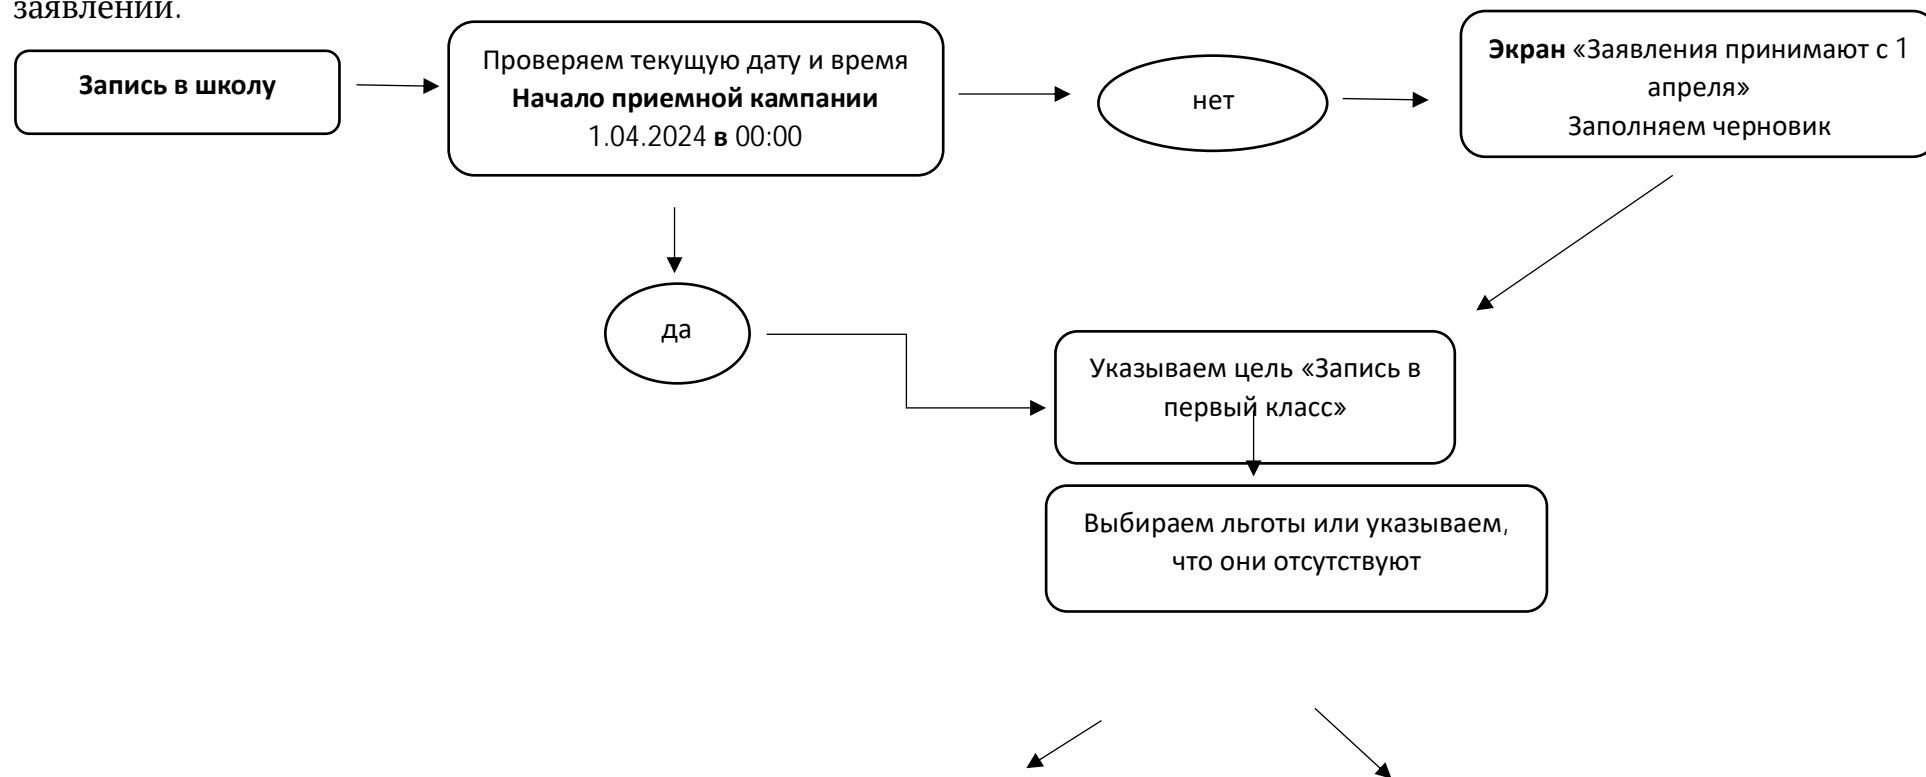 заявлений.
Запись в школу
Проверяем текущую дату и время
Начало приемной кампании
1.04.2024 в 00:00
нет
Экран «Заявления принимают с 1
апреля»
Заполняем черновик
да
Указываем цель «Запись в
первый класс»
Выбираем льготы или указываем,
что они отсутствуют